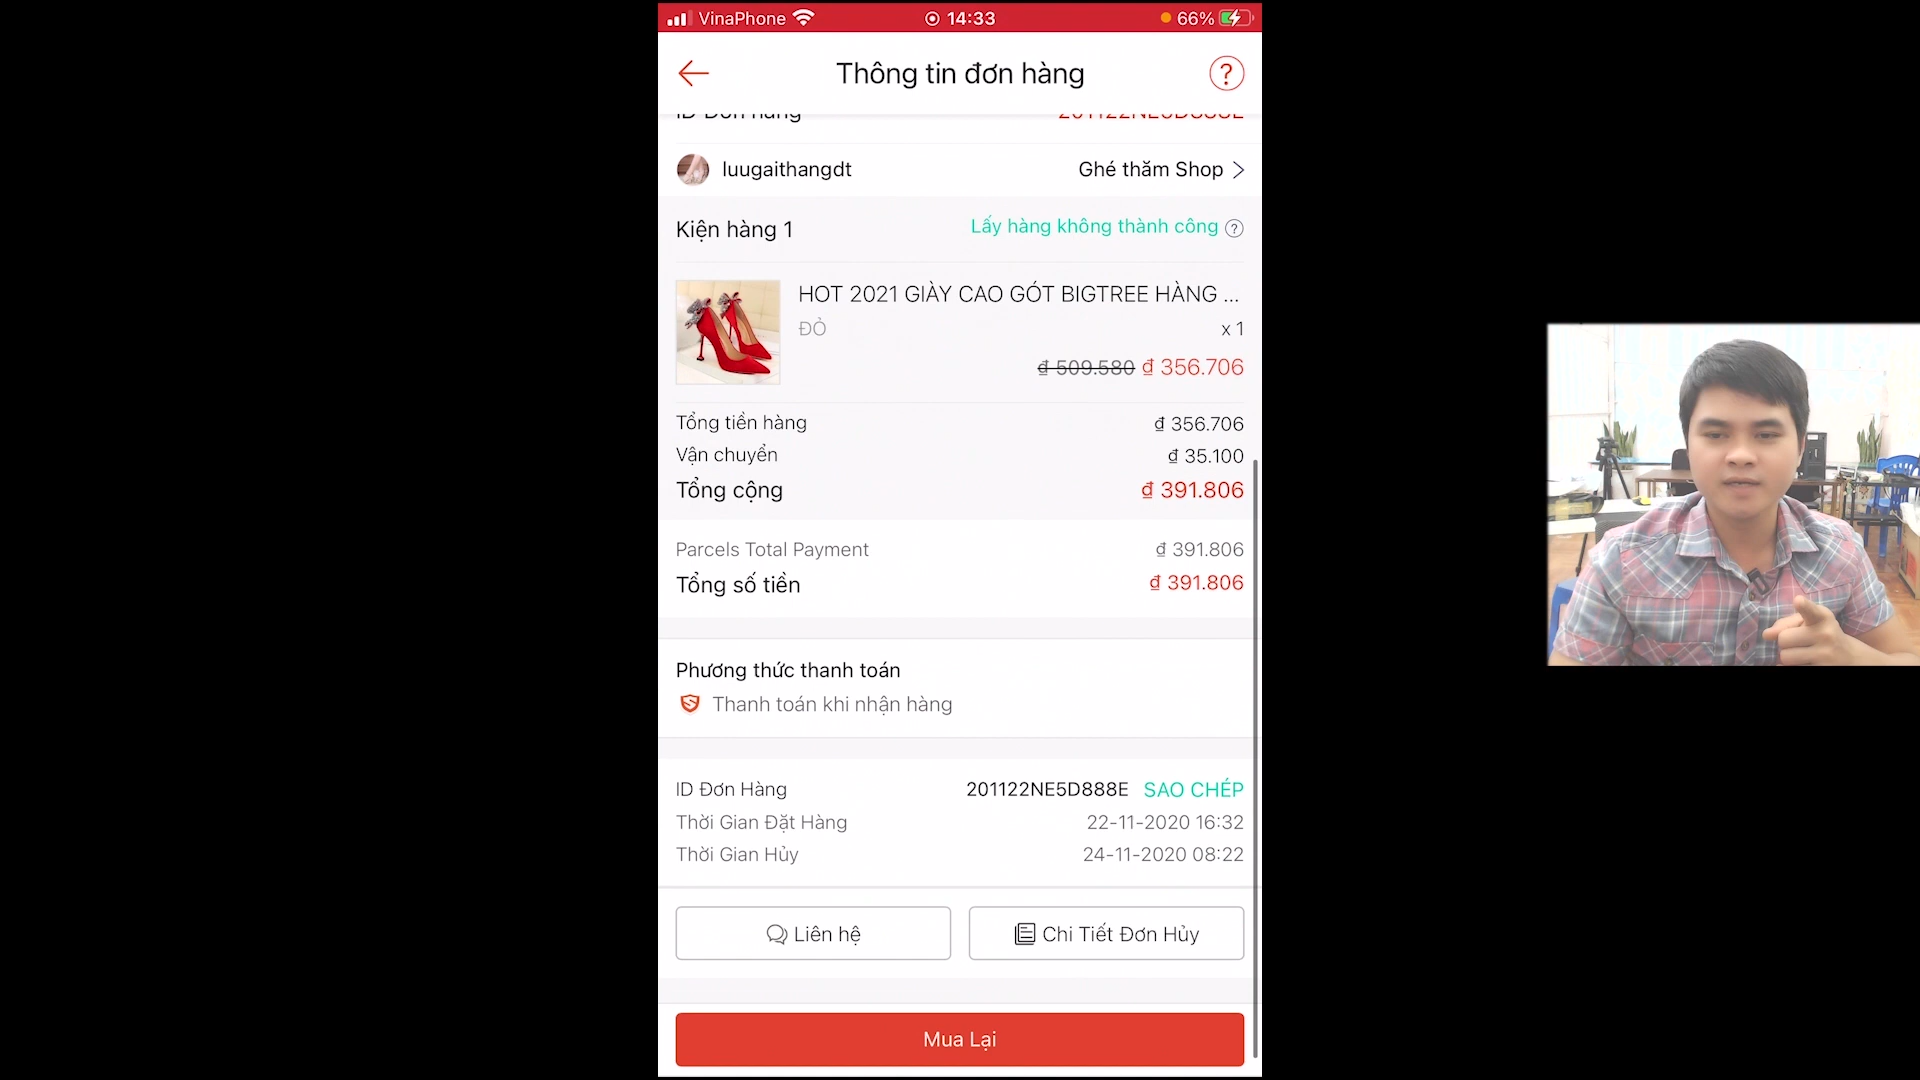 VinaPhone 14:33 66%
Thông tin đơn hàng
ID Đơn hàng 201122NE5D888E
luugaithangdt Ghé thăm Shop
Kiện hàng 1 Lấy hàng không thành công
HOT 2021 GIÀY CAO GÓT BIGTREE HÀNG ...
ĐỎ x 1
₫ 509.580 ₫ 356.706
Tổng tiền hàng ₫ 356.706
Vận chuyển ₫ 35.100
Tổng cộng ₫ 391.806
Parcels Total Payment ₫ 391.806
Tổng số tiền ₫ 391.806
Phương thức thanh toán
Thanh toán khi nhận hàng
ID Đơn Hàng 201122NE5D888E SAO CHÉP
Thời Gian Đặt Hàng 22-11-2020 16:32
Thời Gian Hủy 24-11-2020 08:22
Liên hệ Chi Tiết Đơn Hủy
Mua Lại